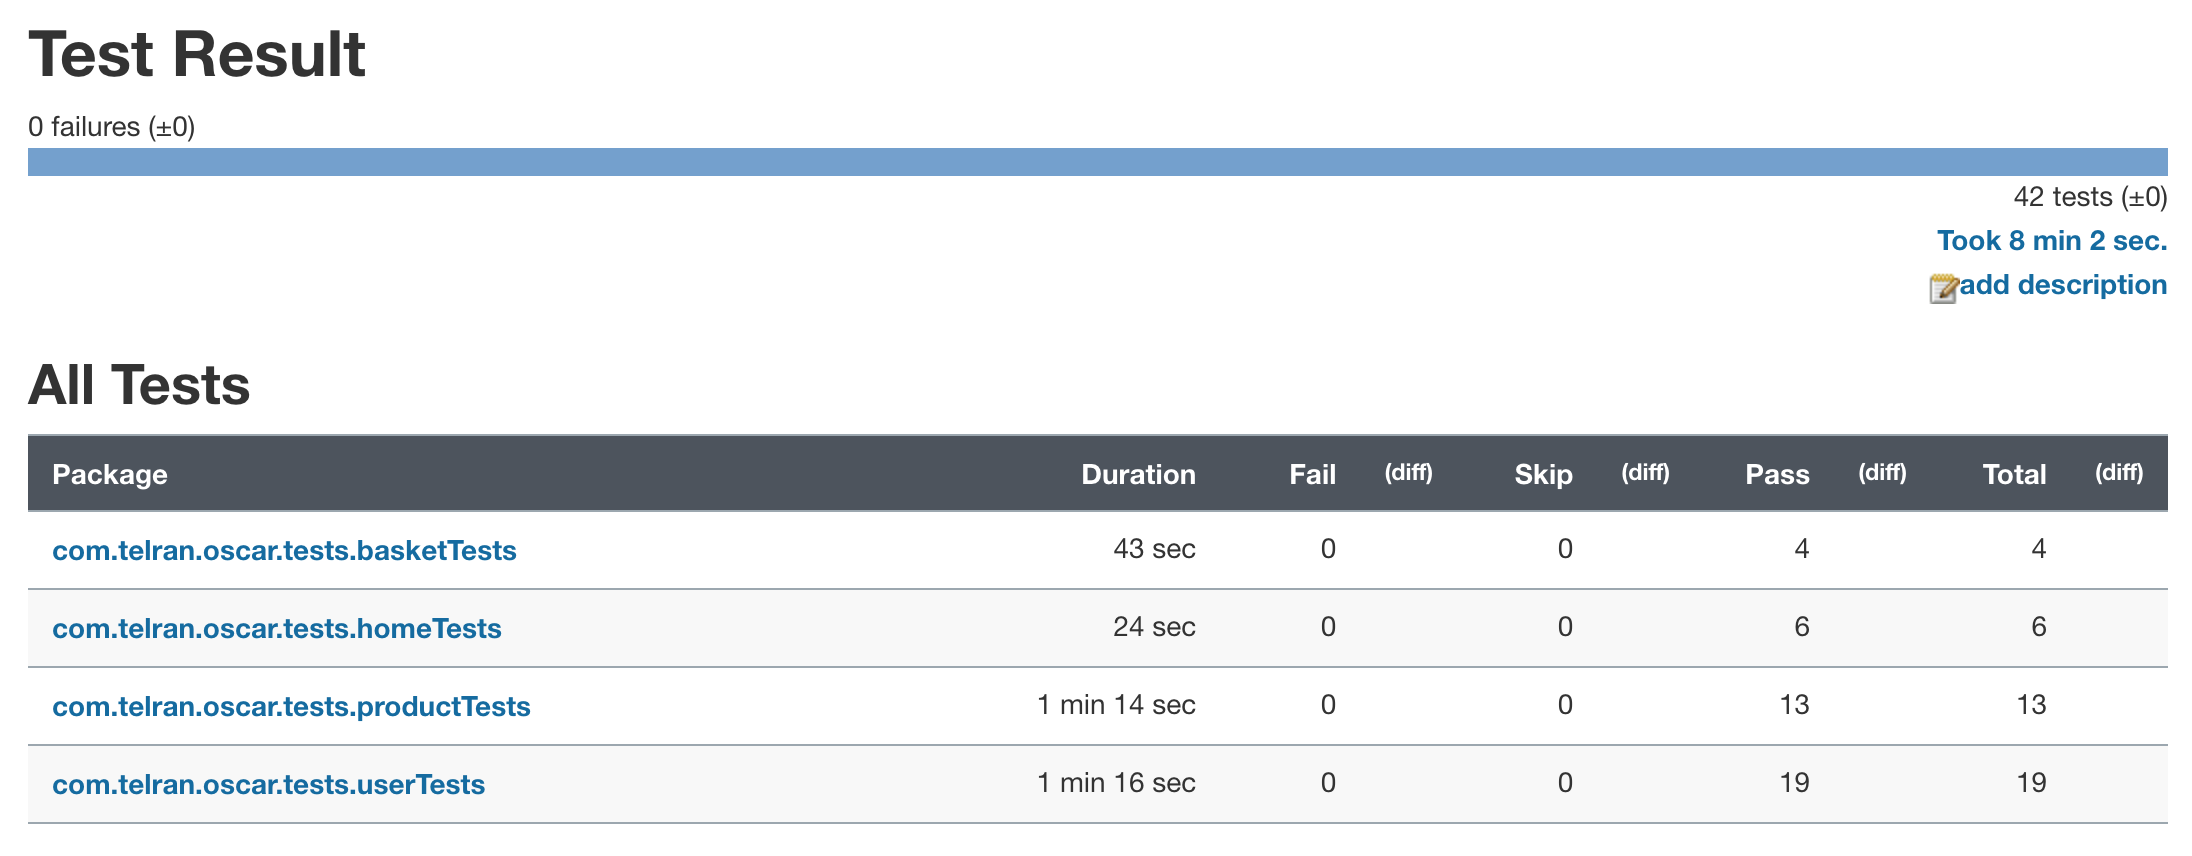 Test Result
0 failures (±0)
42 tests (±0)
Took 8 min 2 sec.
add description
All Tests
Package Duration Fail (diff) Skip (diff) Pass (diff) Total (diff)
com.telran.oscar.tests.basketTests 43 sec 0 0 4 4
com.telran.oscar.tests.homeTests 24 sec 0 0 6 6
com.telran.oscar.tests.productTests 1 min 14 sec 0 0 13 13
com.telran.oscar.tests.userTests 1 min 16 sec 0 0 19 19